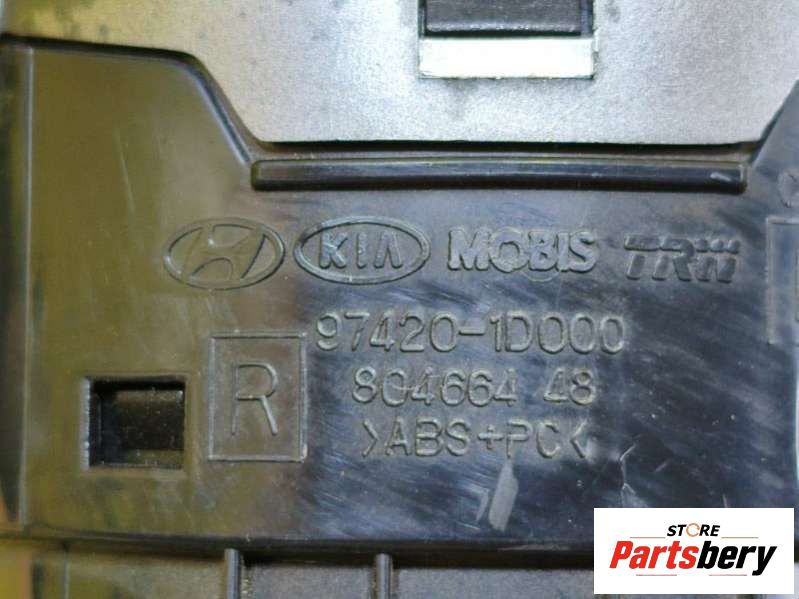 KIA MOBIS TRW
97420-1D000
R
804664 48
>ABS+PC<
STORE
Partsbery